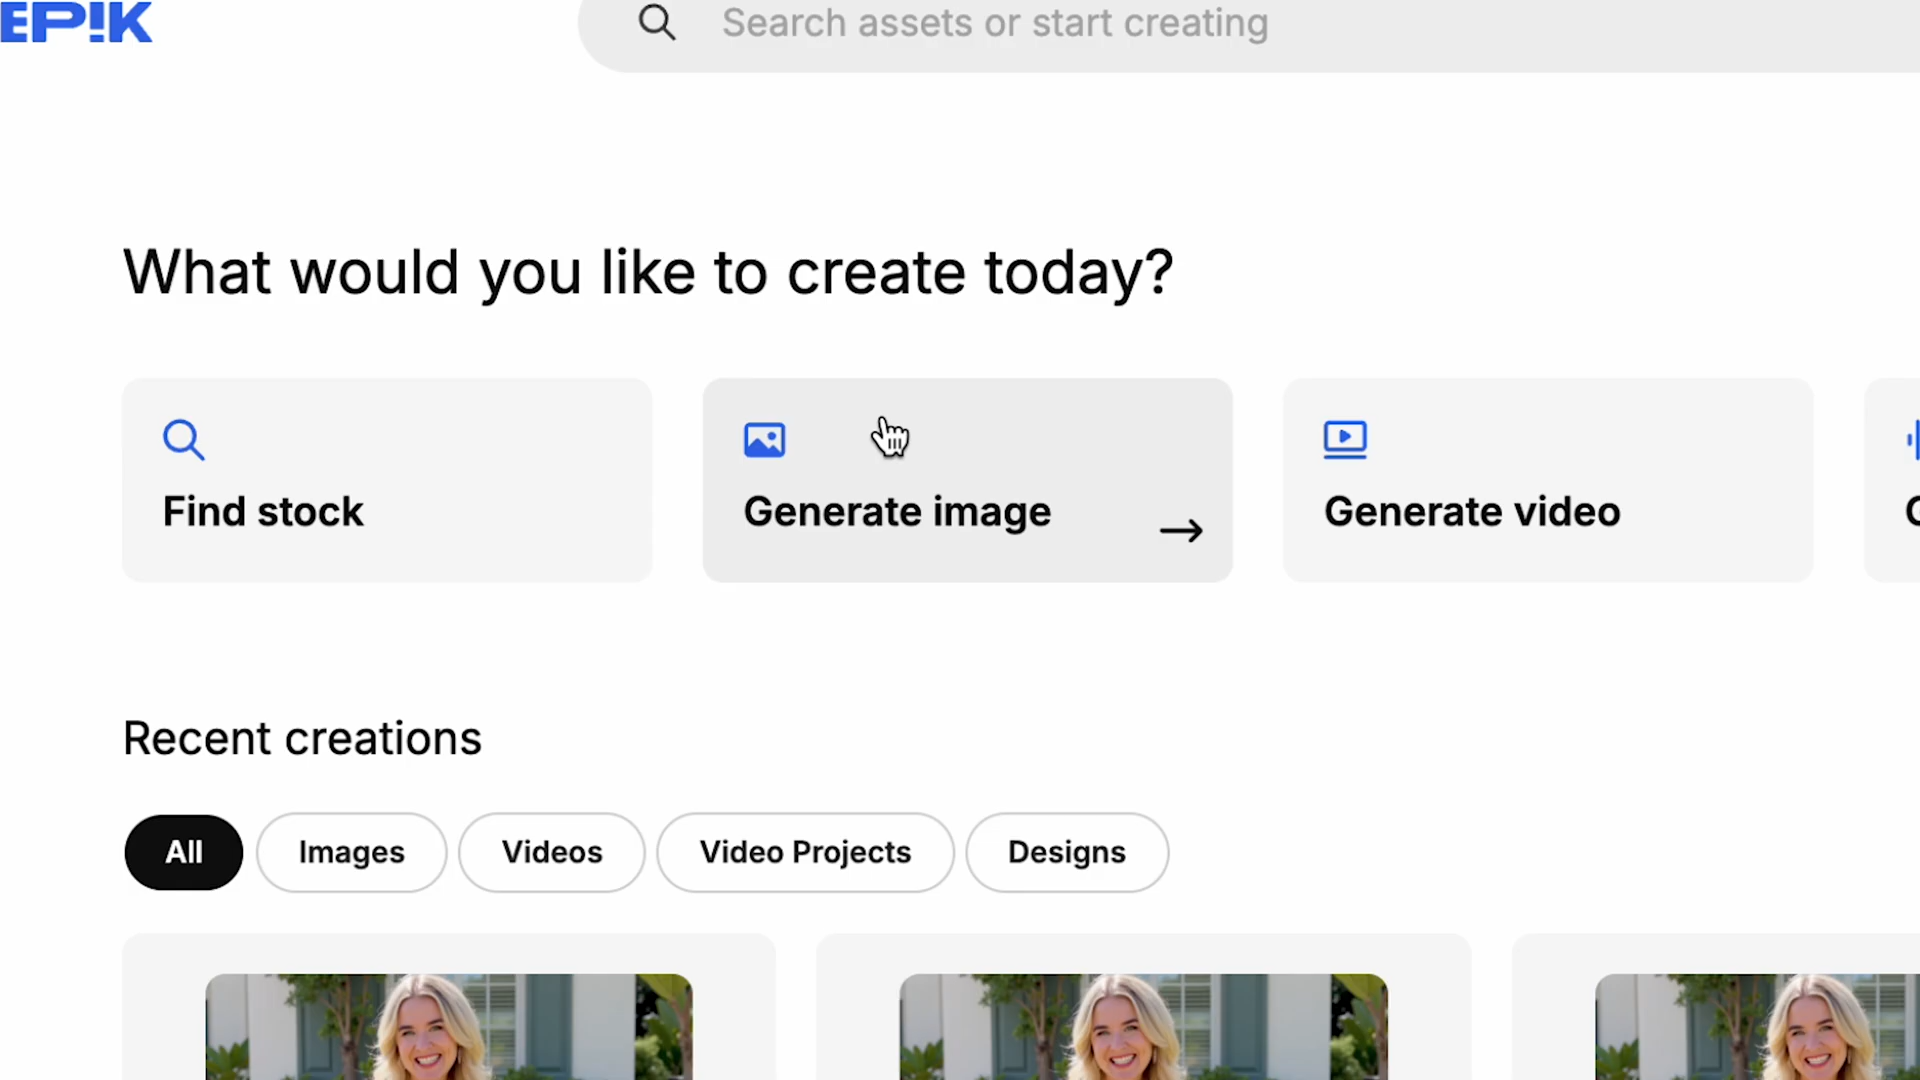 EP!K
Search assets or start creating
What would you like to create today?
Find stock
Generate image
Generate video
Recent creations
All
Images
Videos
Video Projects
Designs